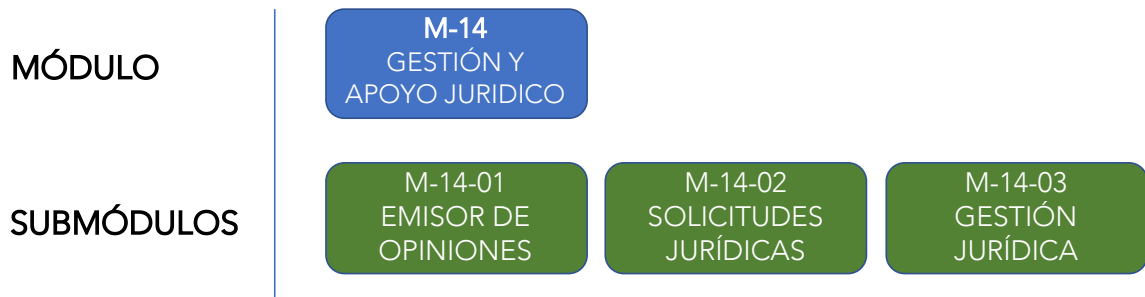 MÓDULO
M-14
GESTIÓN Y
APOYO JURIDICO
SUBMÓDULOS
M-14-01
EMISOR DE
OPINIONES
M-14-02
SOLICITUDES
JURÍDICAS
M-14-03
GESTIÓN
JURÍDICA